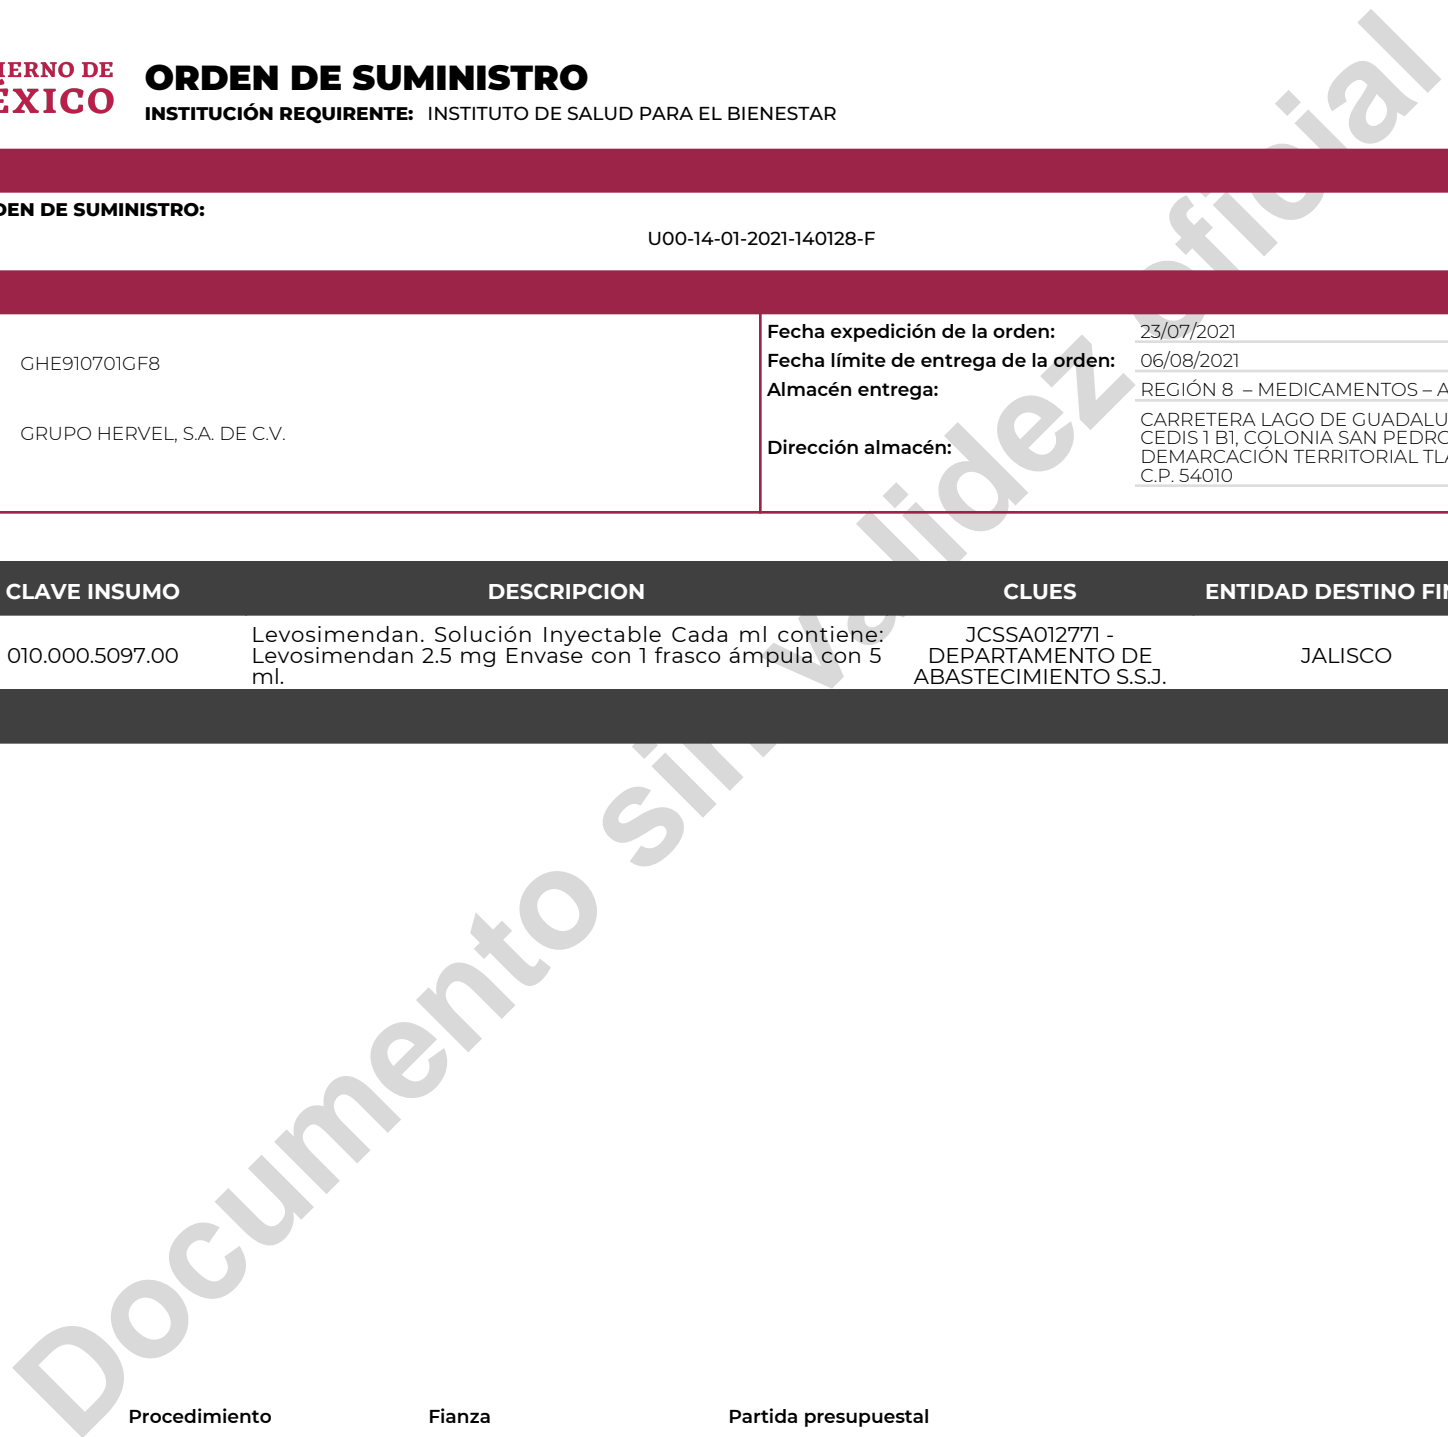 IERNO DE
ÉXICO
ORDEN DE SUMINISTRO
INSTITUCIÓN REQUIRENTE: INSTITUTO DE SALUD PARA EL BIENESTAR
DEN DE SUMINISTRO:
U00-14-01-2021-140128-F
GHE910701GF8
GRUPO HERVEL, S.A. DE C.V.
Fecha expedición de la orden: 23/07/2021
Fecha límite de entrega de la orden: 06/08/2021
Almacén entrega: REGIÓN 8 – MEDICAMENTOS – A
Dirección almacén:
CARRETERA LAGO DE GUADALU
CEDIS 1 B1, COLONIA SAN PEDRO
DEMARCACIÓN TERRITORIAL TLA
C.P. 54010
CLAVE INSUMO DESCRIPCION CLUES ENTIDAD DESTINO FIN
010.000.5097.00
Levosimendan. Solución Inyectable Cada ml contiene:
Levosimendan 2.5 mg Envase con 1 frasco ámpula con 5
ml.
JCSSA012771 -
DEPARTAMENTO DE
ABASTECIMIENTO S.S.J.
JALISCO
Documento sin validez oficial
Procedimiento Fianza Partida presupuestal